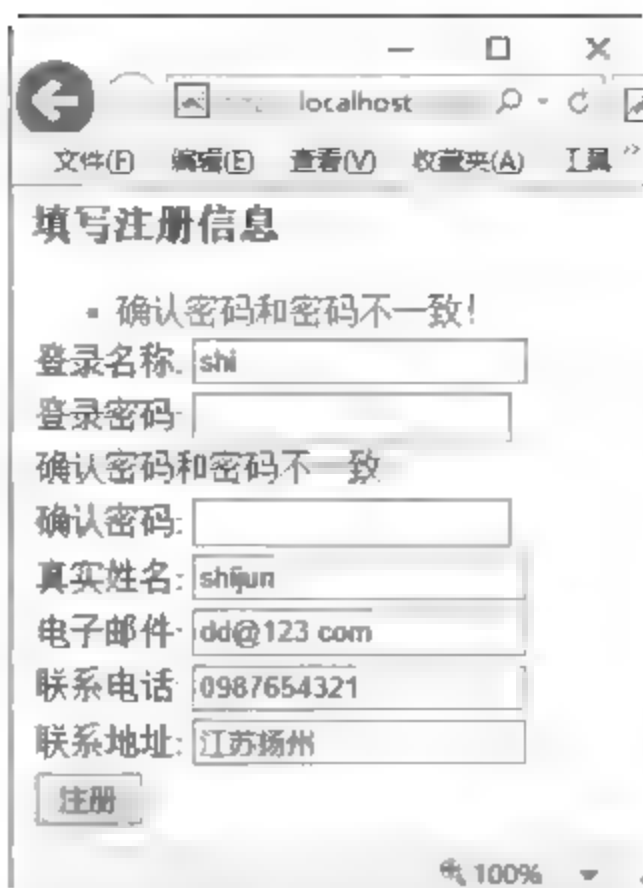 localhost
文件(F) 编辑(E) 查看(V) 收藏夹(A) 工具 »
填写注册信息
▪ 确认密码和密码不一致!
登录名称: shi
登录密码:
确认密码和密码不一致
确认密码:
真实姓名: shijun
电子邮件: dd@123.com
联系电话: 0987654321
联系地址: 江苏扬州
注册
100%